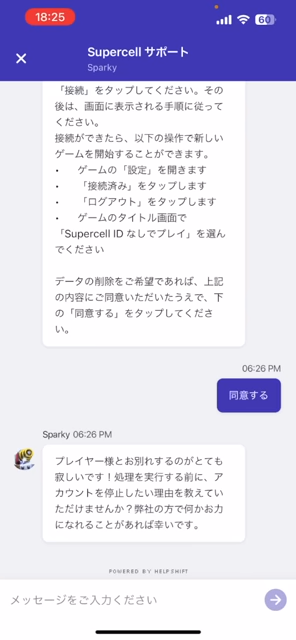 18:25
60
Supercell サポート
Sparky
「接続」をタップしてください。その
後は、画面に表示される手順に従って
ください。
接続ができたら、以下の操作で新しい
ゲームを開始することができます。
• ゲームの「設定」を開きます
• 「接続済み」をタップします
• 「ログアウト」をタップします
• ゲームのタイトル画面で
「Supercell ID なしでプレイ」を選ん
でください
データの削除をご希望であれば、上記
の内容にご同意いただいたうえで、下
の「同意する」をタップしてくださ
い。
06:26 PM
同意する
Sparky 06:26 PM
プレイヤー様とお別れするのがとても
寂しいです！処理を実行する前に、ア
カウントを停止したい理由を教えてい
ただけませんか？弊社の方で何かお力
になれることがあれば幸いです。
POWERED BY HELPSHIFT
メッセージをご入力ください